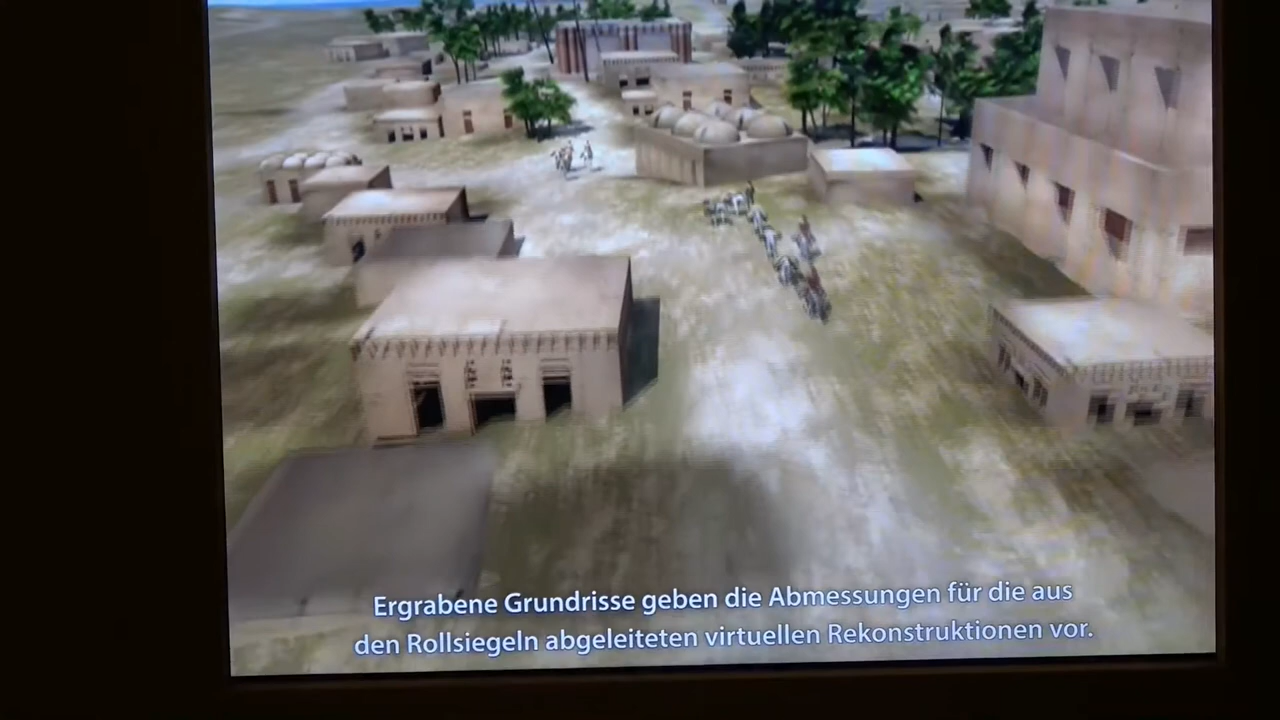 Ergrabene Grundrisse geben die Abmessungen für die aus
den Rollsiegeln abgeleiteten virtuellen Rekonstruktionen vor.